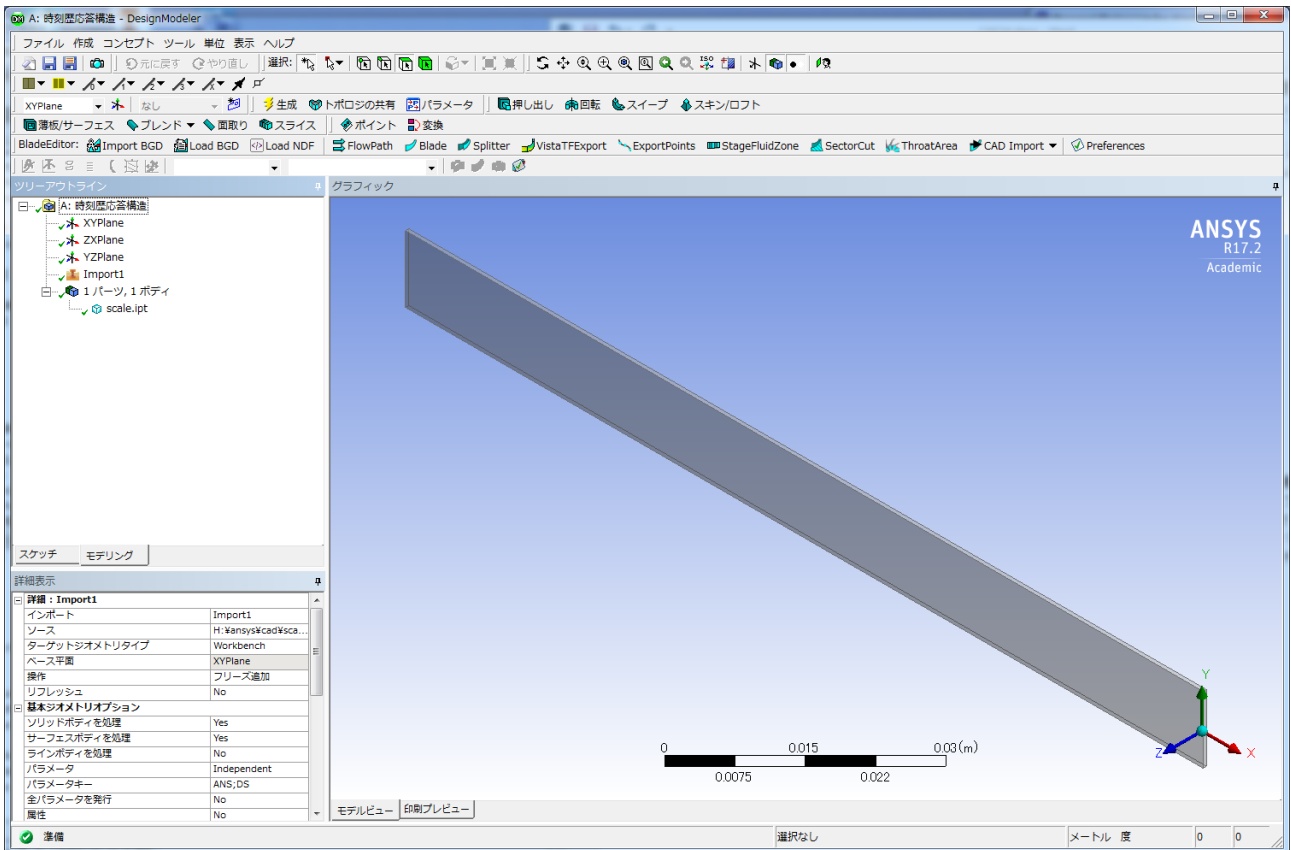 A: 時刻歴応答構造 - DesignModeler
ファイル 作成 コンセプト ツール 単位 表示 ヘルプ
元に戻す やり直し 選択:
XYPlane なし 生成 トポロジの共有 パラメータ 押し出し 回転 スイープ スキン/ロフト
薄板/サーフェス ブレンド 面取り スライス ポイント 変換
BladeEditor: Import BGD Load BGD Load NDF FlowPath Blade Splitter VistaTFExport ExportPoints StageFluidZone SectorCut ThroatArea CAD Import Preferences
ツリーアウトライン
A: 時刻歴応答構造
XYPlane
ZXPlane
YZPlane
Import1
1 パーツ, 1 ボディ
scale.ipt
スケッチ モデリング
詳細表示
詳細 : Import1
インポート Import1
ソース H:¥ansys¥cad¥sca...
ターゲットジオメトリタイプ Workbench
ベース平面 XYPlane
操作 フリーズ追加
リフレッシュ No
基本ジオメトリオプション
ソリッドボディを処理 Yes
サーフェスボディを処理 Yes
ラインボディを処理 No
パラメータ Independent
パラメータキー ANS;DS
全パラメータを発行 No
属性 No
グラフィック
ANSYS
R17.2
Academic
Y
Z
X
0 0.015 0.03(m)
0.0075 0.022
モデルビュー 印刷プレビュー
準備 選択なし メートル 度 0 0